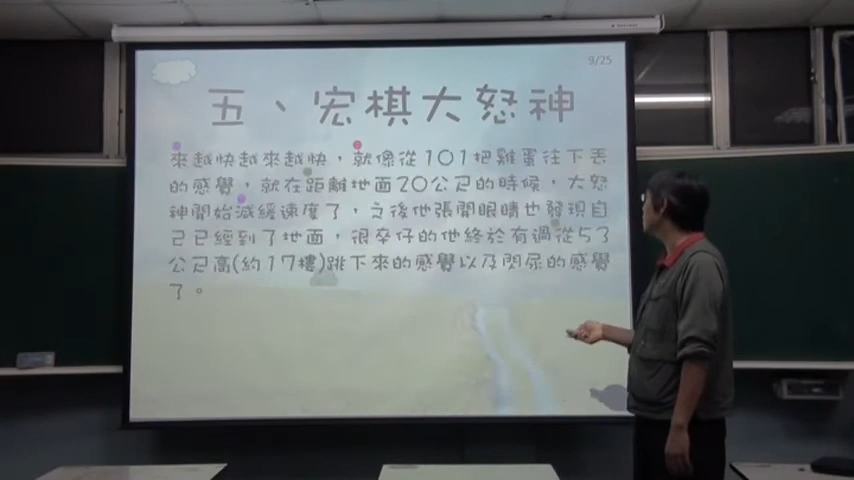 9/25
五、宏棋大怒神
來越快越來越快，就像從101把雞蛋往下丟
的感覺，就在距離地面20公尺的時候，大怒
神開始減緩速度了，之後他張開眼睛也發現自
己已經到了地面，很卒仔的他終於有過從53
公尺高(約17樓)跳下來的感覺以及閃尿的感覺
了。